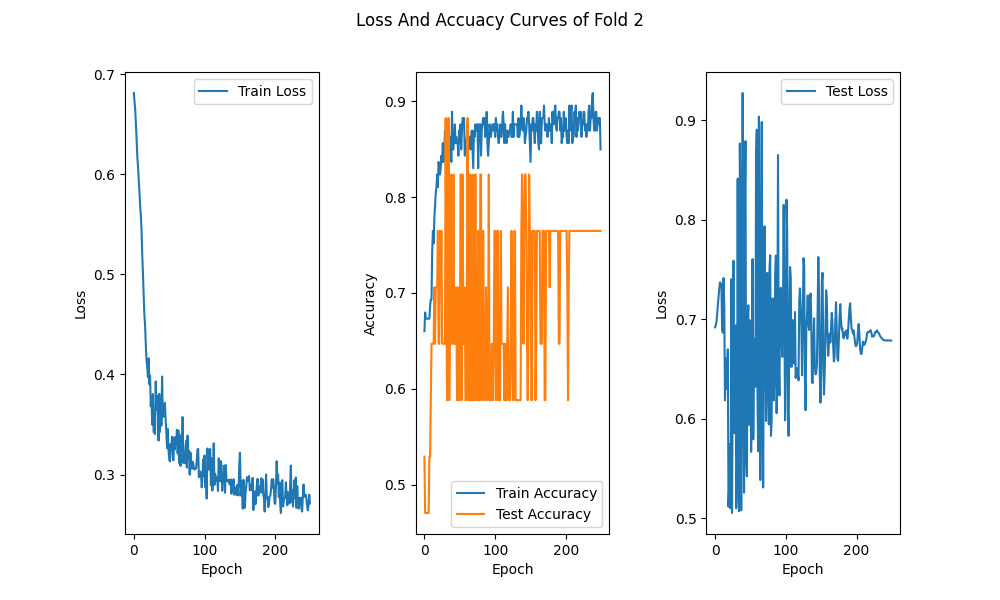 Loss And Accuacy Curves of Fold 2
0.7
0.6
0.5
0.4
0.3
Loss
0
100
200
Epoch
Train Loss
0.9
0.8
0.7
0.6
0.5
Accuracy
0
100
200
Epoch
Train Accuracy
Test Accuracy
0.9
0.8
0.7
0.6
0.5
Loss
0
100
200
Epoch
Test Loss